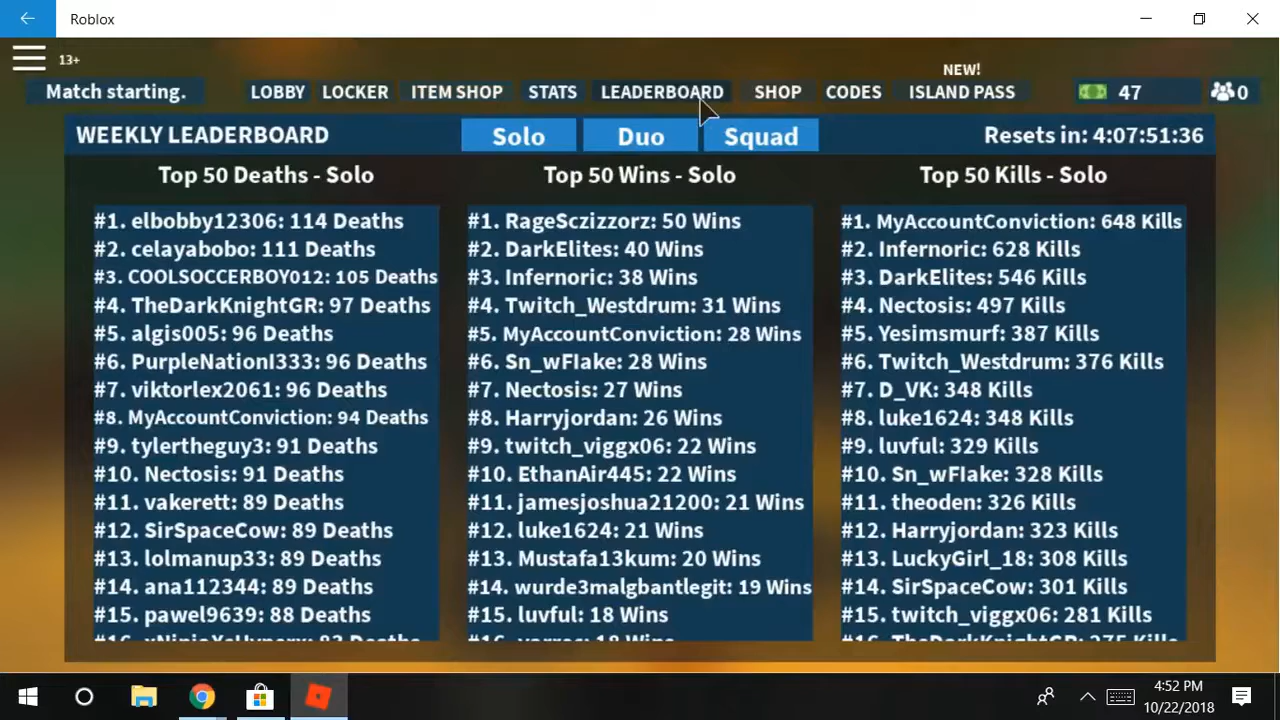 Roblox
13+
NEW!
Match starting. LOBBY LOCKER ITEM SHOP STATS LEADERBOARD SHOP CODES ISLAND PASS 47 0
WEEKLY LEADERBOARD Solo Duo Squad Resets in: 4:07:51:36
Top 50 Deaths - Solo
#1. elbobby12306: 114 Deaths
#2. celayabobo: 111 Deaths
#3. COOLSOCCERBOY012: 105 Deaths
#4. TheDarkKnightGR: 97 Deaths
#5. algis005: 96 Deaths
#6. PurpleNationI333: 96 Deaths
#7. viktorlex2061: 96 Deaths
#8. MyAccountConviction: 94 Deaths
#9. tylertheguy3: 91 Deaths
#10. Nectosis: 91 Deaths
#11. vakerett: 89 Deaths
#12. SirSpaceCow: 89 Deaths
#13. lolmanup33: 89 Deaths
#14. ana112344: 89 Deaths
#15. pawel9639: 88 Deaths
Top 50 Wins - Solo
#1. RageSczizzorz: 50 Wins
#2. DarkElites: 40 Wins
#3. Infernoric: 38 Wins
#4. Twitch_Westdrum: 31 Wins
#5. MyAccountConviction: 28 Wins
#6. Sn_wFlake: 28 Wins
#7. Nectosis: 27 Wins
#8. Harryjordan: 26 Wins
#9. twitch_viggx06: 22 Wins
#10. EthanAir445: 22 Wins
#11. jamesjoshua21200: 21 Wins
#12. luke1624: 21 Wins
#13. Mustafa13kum: 20 Wins
#14. wurde3malgbantlegit: 19 Wins
#15. luvful: 18 Wins
Top 50 Kills - Solo
#1. MyAccountConviction: 648 Kills
#2. Infernoric: 628 Kills
#3. DarkElites: 546 Kills
#4. Nectosis: 497 Kills
#5. Yesimsmurf: 387 Kills
#6. Twitch_Westdrum: 376 Kills
#7. D_VK: 348 Kills
#8. luke1624: 348 Kills
#9. luvful: 329 Kills
#10. Sn_wFlake: 328 Kills
#11. theoden: 326 Kills
#12. Harryjordan: 323 Kills
#13. LuckyGirl_18: 308 Kills
#14. SirSpaceCow: 301 Kills
#15. twitch_viggx06: 281 Kills
#16. TheDarkKnightGR: 275 Kills
4:52 PM
10/22/2018